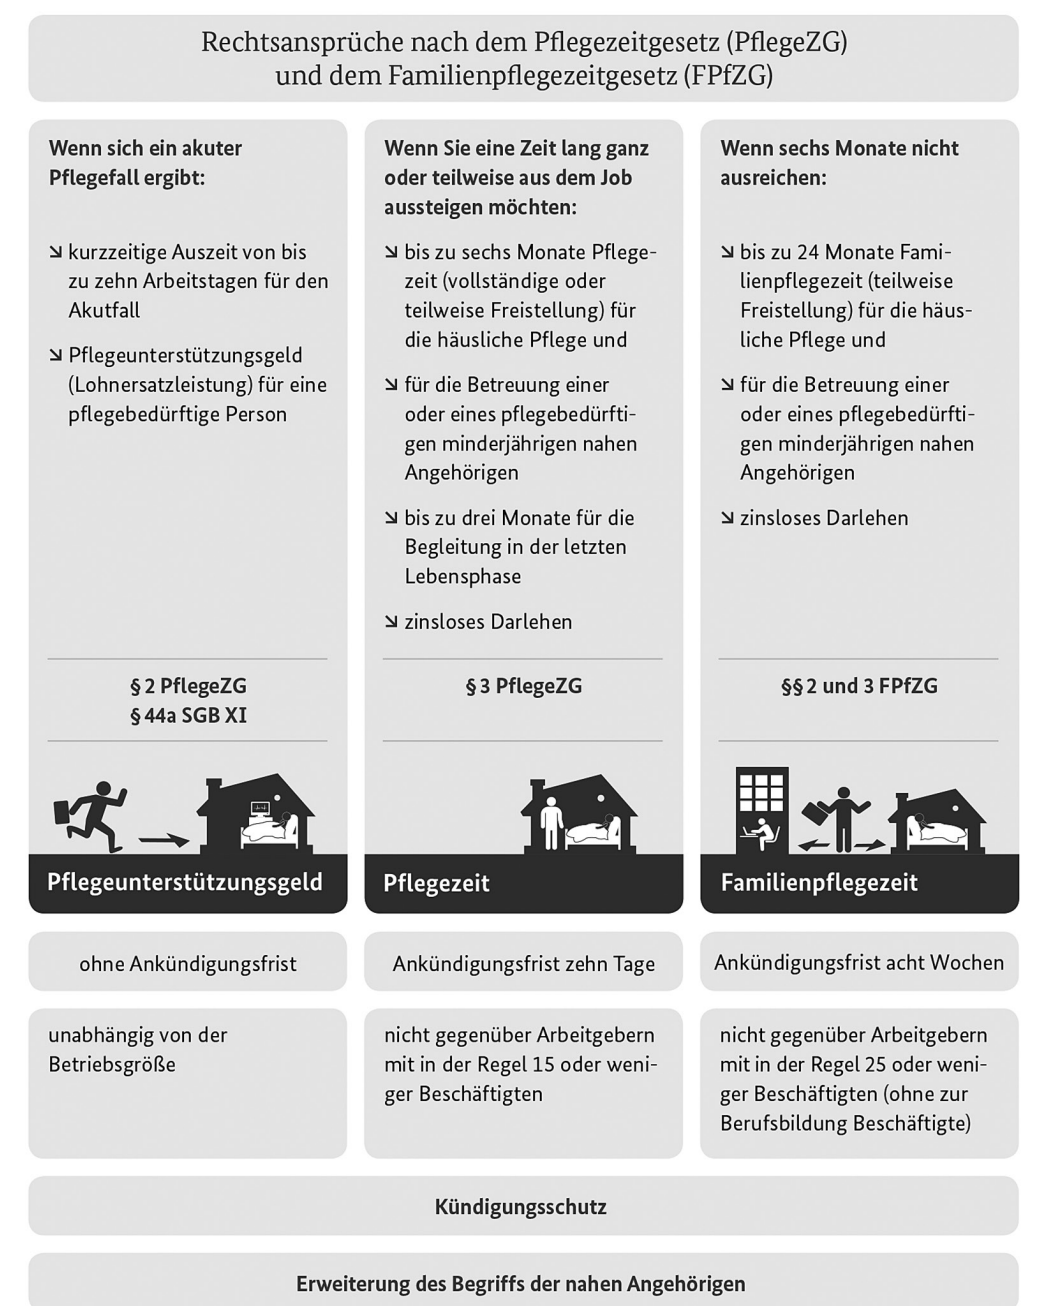 Rechtsansprüche nach dem Pflegezeitgesetz (PflegeZG)
und dem Familienpflegezeitgesetz (FPfZG)
Wenn sich ein akuter
Pflegefall ergibt:
↘ kurzzeitige Auszeit von bis
zu zehn Arbeitstagen für den
Akutfall
↘ Pflegeunterstützungsgeld
(Lohnersatzleistung) für eine
pflegebedürftige Person
§ 2 PflegeZG
§ 44a SGB XI
Pflegeunterstützungsgeld
ohne Ankündigungsfrist
unabhängig von der
Betriebsgröße
Wenn Sie eine Zeit lang ganz
oder teilweise aus dem Job
aussteigen möchten:
↘ bis zu sechs Monate Pflege-
zeit (vollständige oder
teilweise Freistellung) für
die häusliche Pflege und
↘ für die Betreuung einer
oder eines pflegebedürfti-
gen minderjährigen nahen
Angehörigen
↘ bis zu drei Monate für die
Begleitung in der letzten
Lebensphase
↘ zinsloses Darlehen
§ 3 PflegeZG
Pflegezeit
Ankündigungsfrist zehn Tage
nicht gegenüber Arbeitgebern
mit in der Regel 15 oder weni-
ger Beschäftigten
Wenn sechs Monate nicht
ausreichen:
↘ bis zu 24 Monate Fami-
lienpflegezeit (teilweise
Freistellung) für die häus-
liche Pflege und
↘ für die Betreuung einer
oder eines pflegebedürfti-
gen minderjährigen nahen
Angehörigen
↘ zinsloses Darlehen
§§ 2 und 3 FPfZG
Familienpflegezeit
Ankündigungsfrist acht Wochen
nicht gegenüber Arbeitgebern
mit in der Regel 25 oder weni-
ger Beschäftigten (ohne zur
Berufsbildung Beschäftigte)
Kündigungsschutz
Erweiterung des Begriffs der nahen Angehörigen